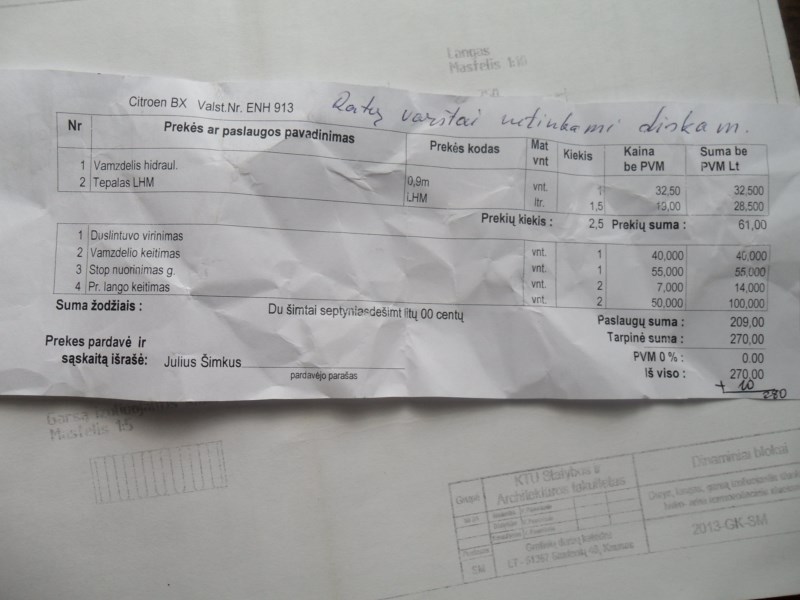 Langas
Mastelis 1:10
Citroen BX Valst.Nr. ENH 913 Ratų varžtai netinkami diskam.
Nr Prekės ar paslaugos pavadinimas Prekės kodas Mat vnt Kiekis Kaina be PVM Suma be PVM Lt
1 Vamzdelis hidraul. 0,9m vnt. 1 32,50 32,500
2 Tepalas LHM LHM ltr. 1,5 19,00 28,500
Prekių kiekis : 2,5 Prekių suma : 61,00
1 Duslintuvo virinimas vnt. 1 40,000 40,000
2 Vamzdelio keitimas vnt. 1 55,000 55,000
3 Stop nuorinimas g. vnt. 2 7,000 14,000
4 Pr. lango keitimas vnt. 2 50,000 100,000
Suma žodžiais : Du šimtai septyniasdešimt litų 00 centų
Paslaugų suma : 209,00
Tarpinė suma : 270,00
PVM 0 % : 0.00
Iš viso : 270,00
+ 10
280
Prekes pardavė ir
sąskaitą išrašė: Julius Šimkus
pardavėjo parašas
Mastelis 1:5
KTU Statybos ir
Architektūros fakultetas
Dinaminiai blokai
2013-GK-SM